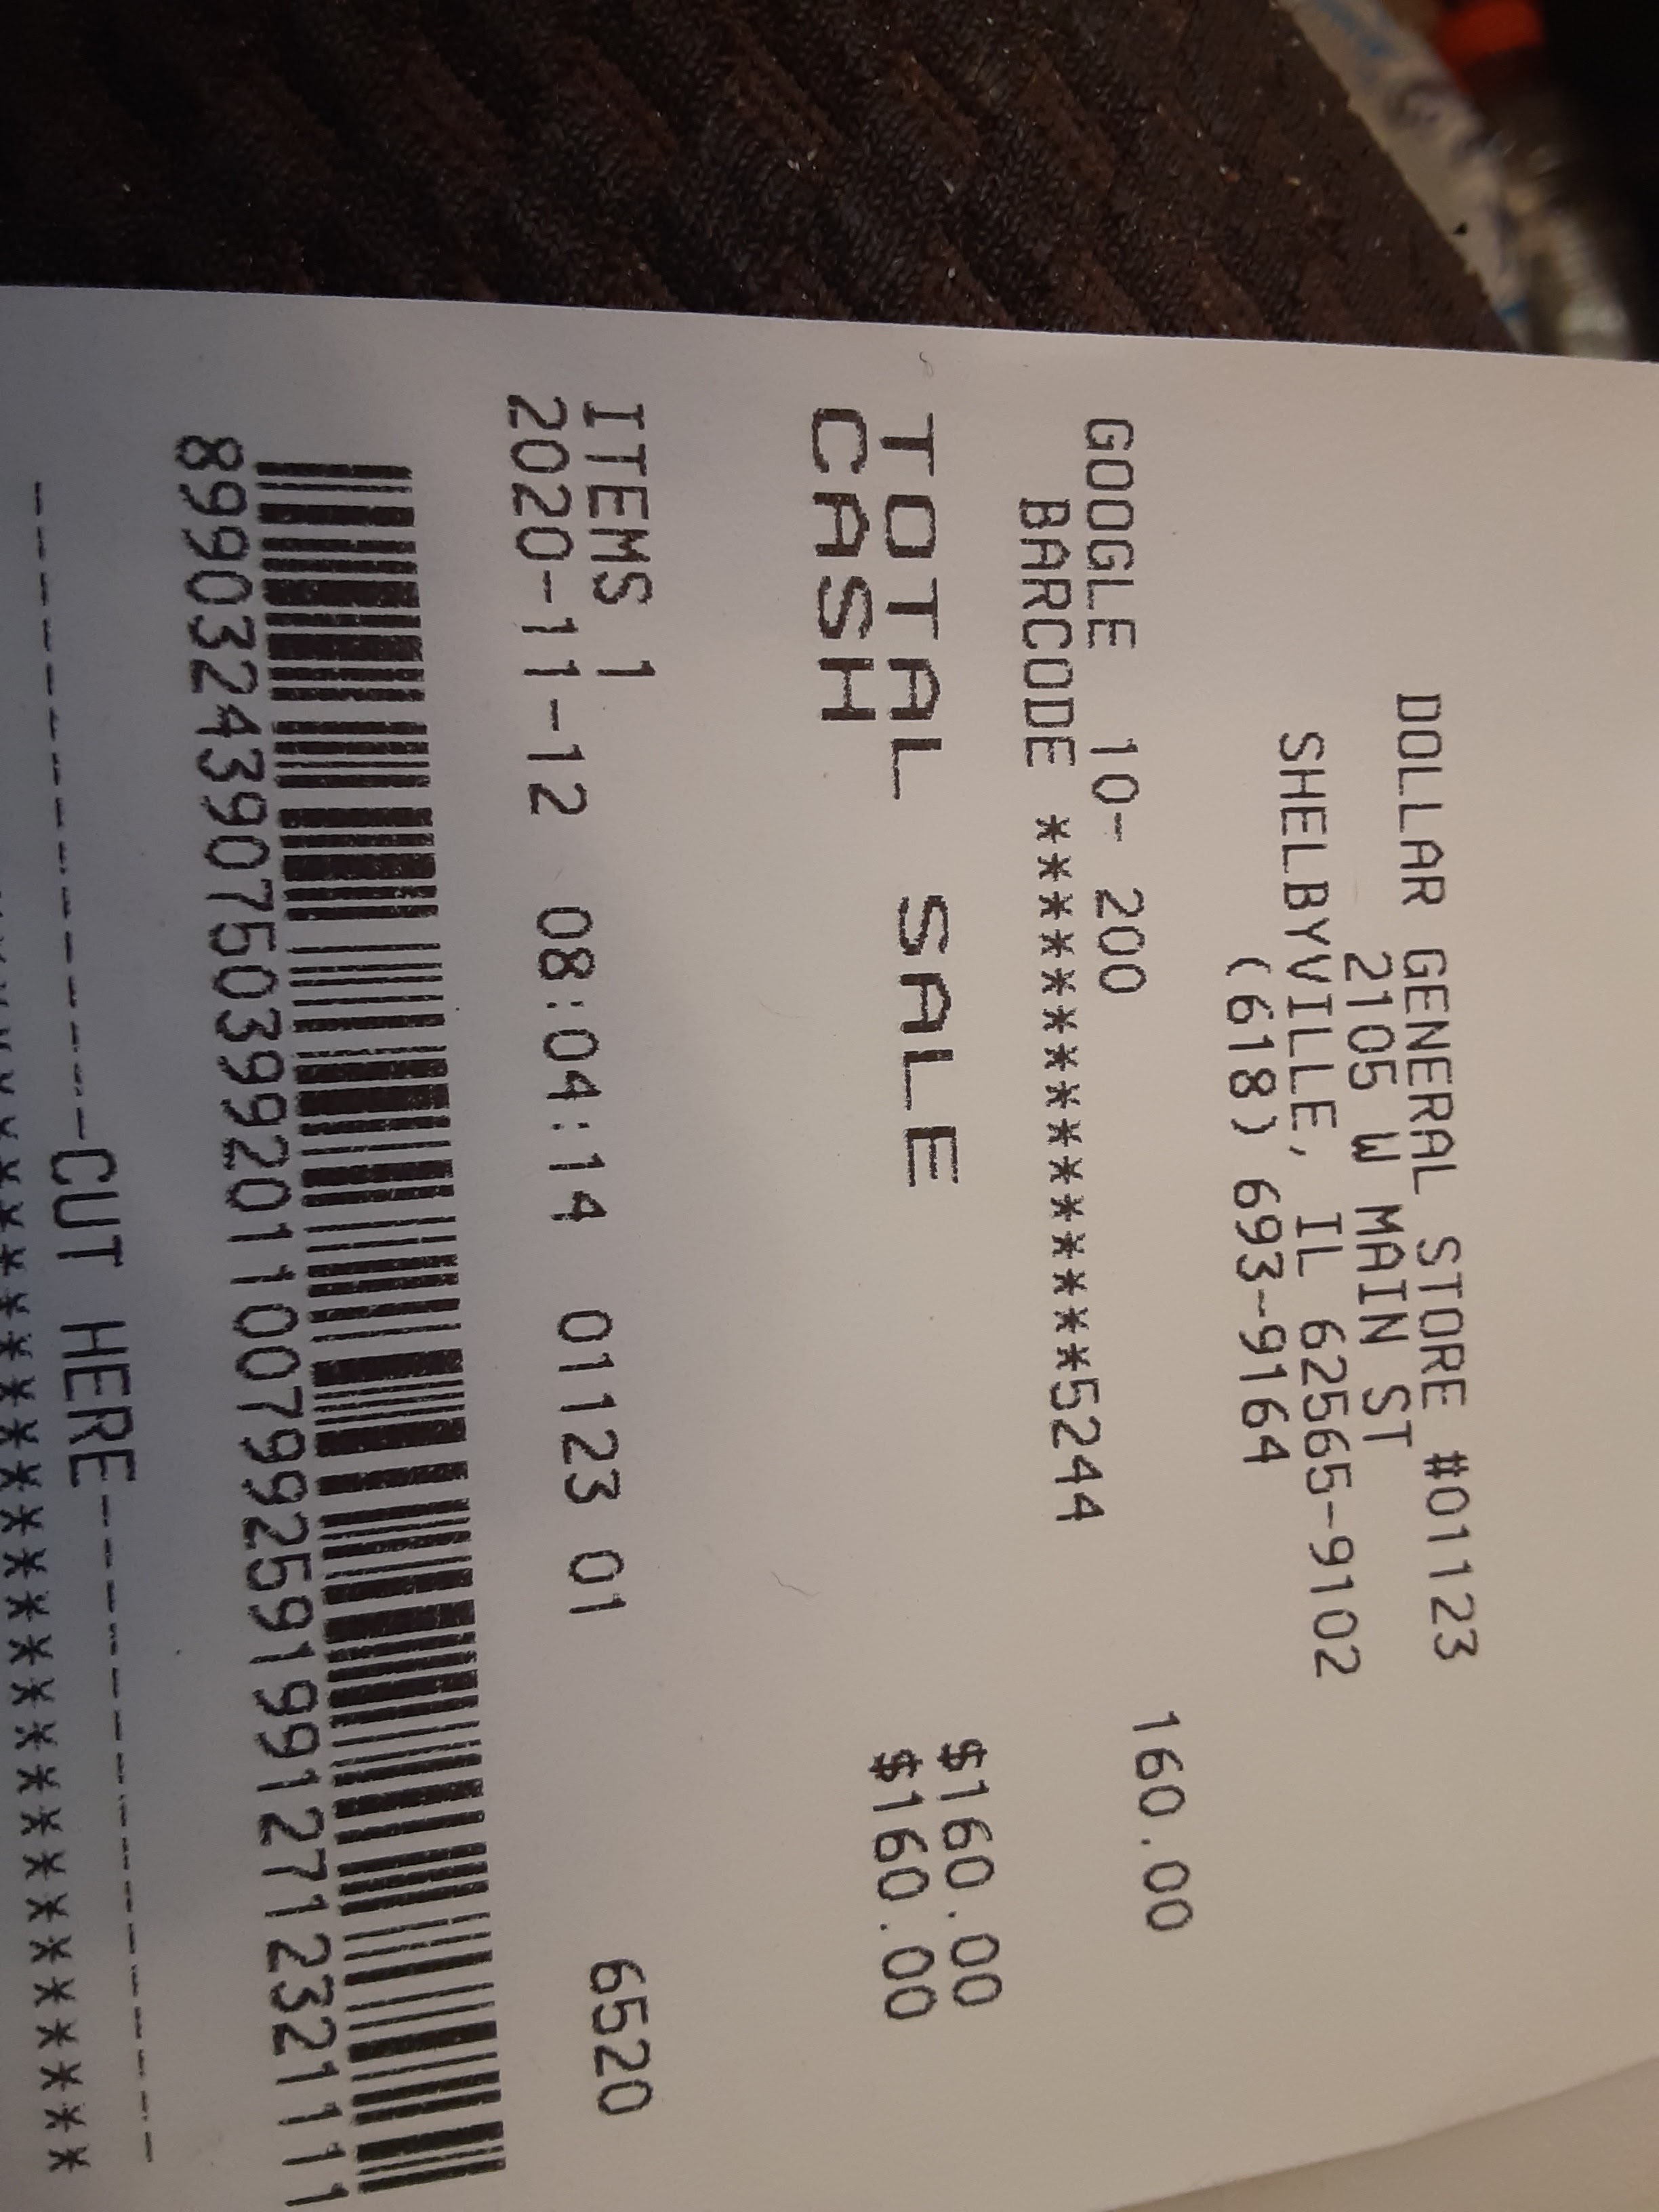 DOLLAR GENERAL STORE #01123
2105 W MAIN ST
SHELBYVILLE, IL 62565-9102
(618) 693-9164
GOOGLE 10- 200 160.00
BARCODE ***************5244
TOTAL SALE $160.00
CASH $160.00
ITEMS 1
2020-11-12 08:04:14 01123 01 6520
89903243907503992011007992591991271232111
----------------CUT HERE----------------